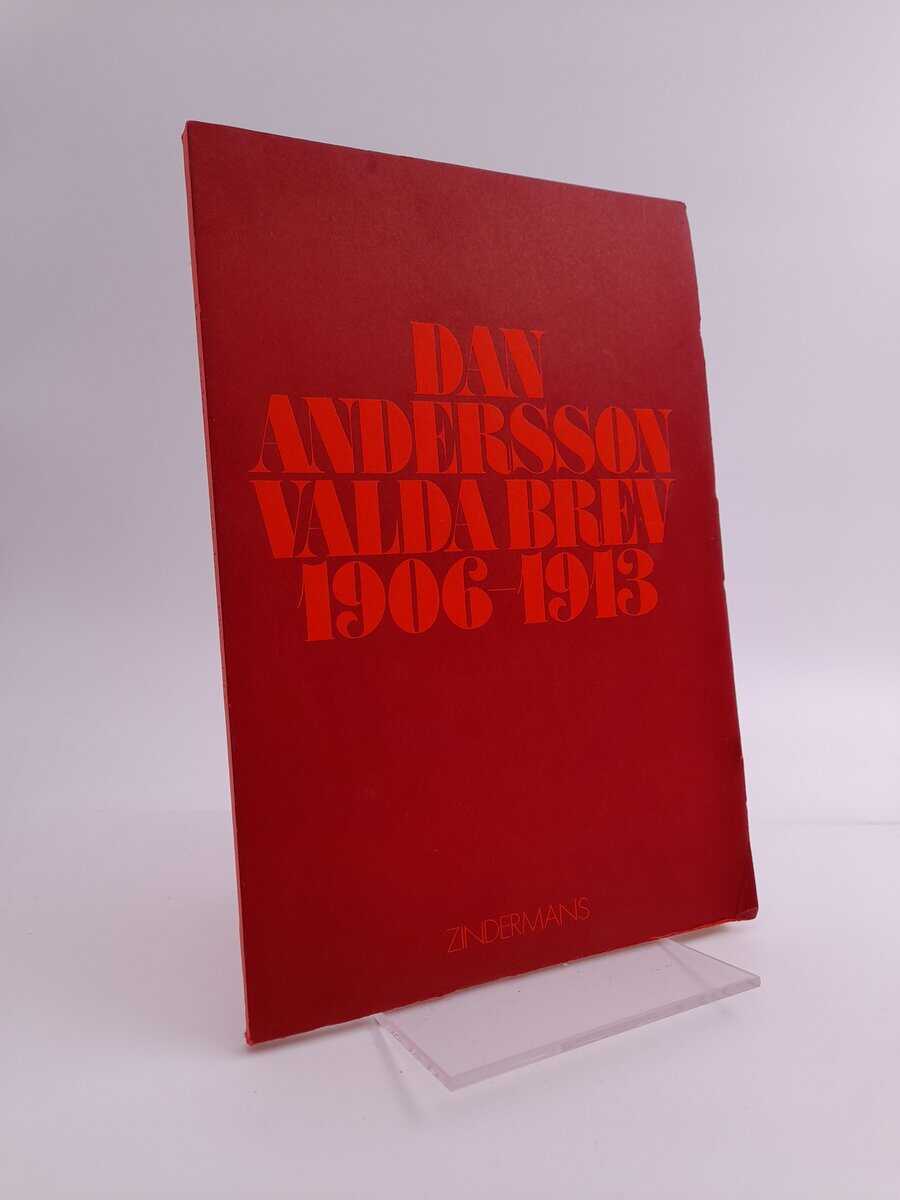 DAN
ANDERSSON
VALDA BREV
1906–1913
ZINDERMANS